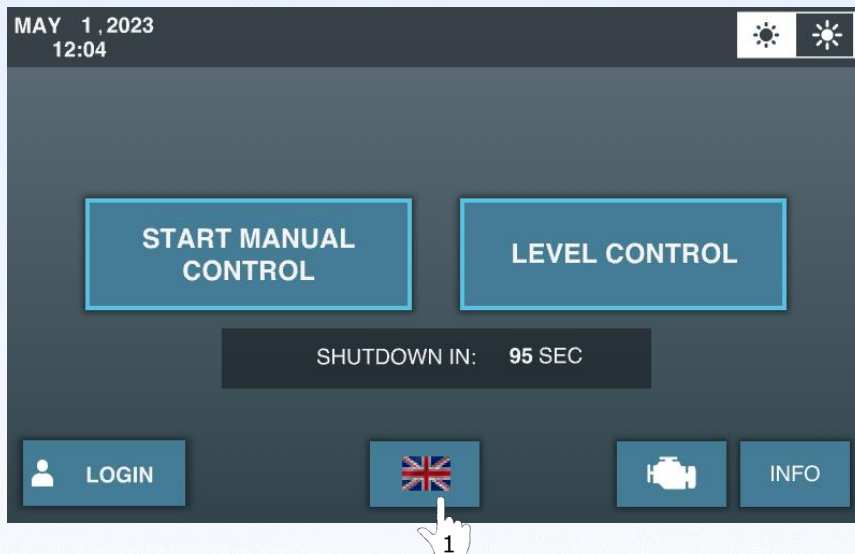 MAY 1,2023
12:04
START MANUAL
CONTROL
LEVEL CONTROL
SHUTDOWN IN: 95 SEC
LOGIN
INFO
1